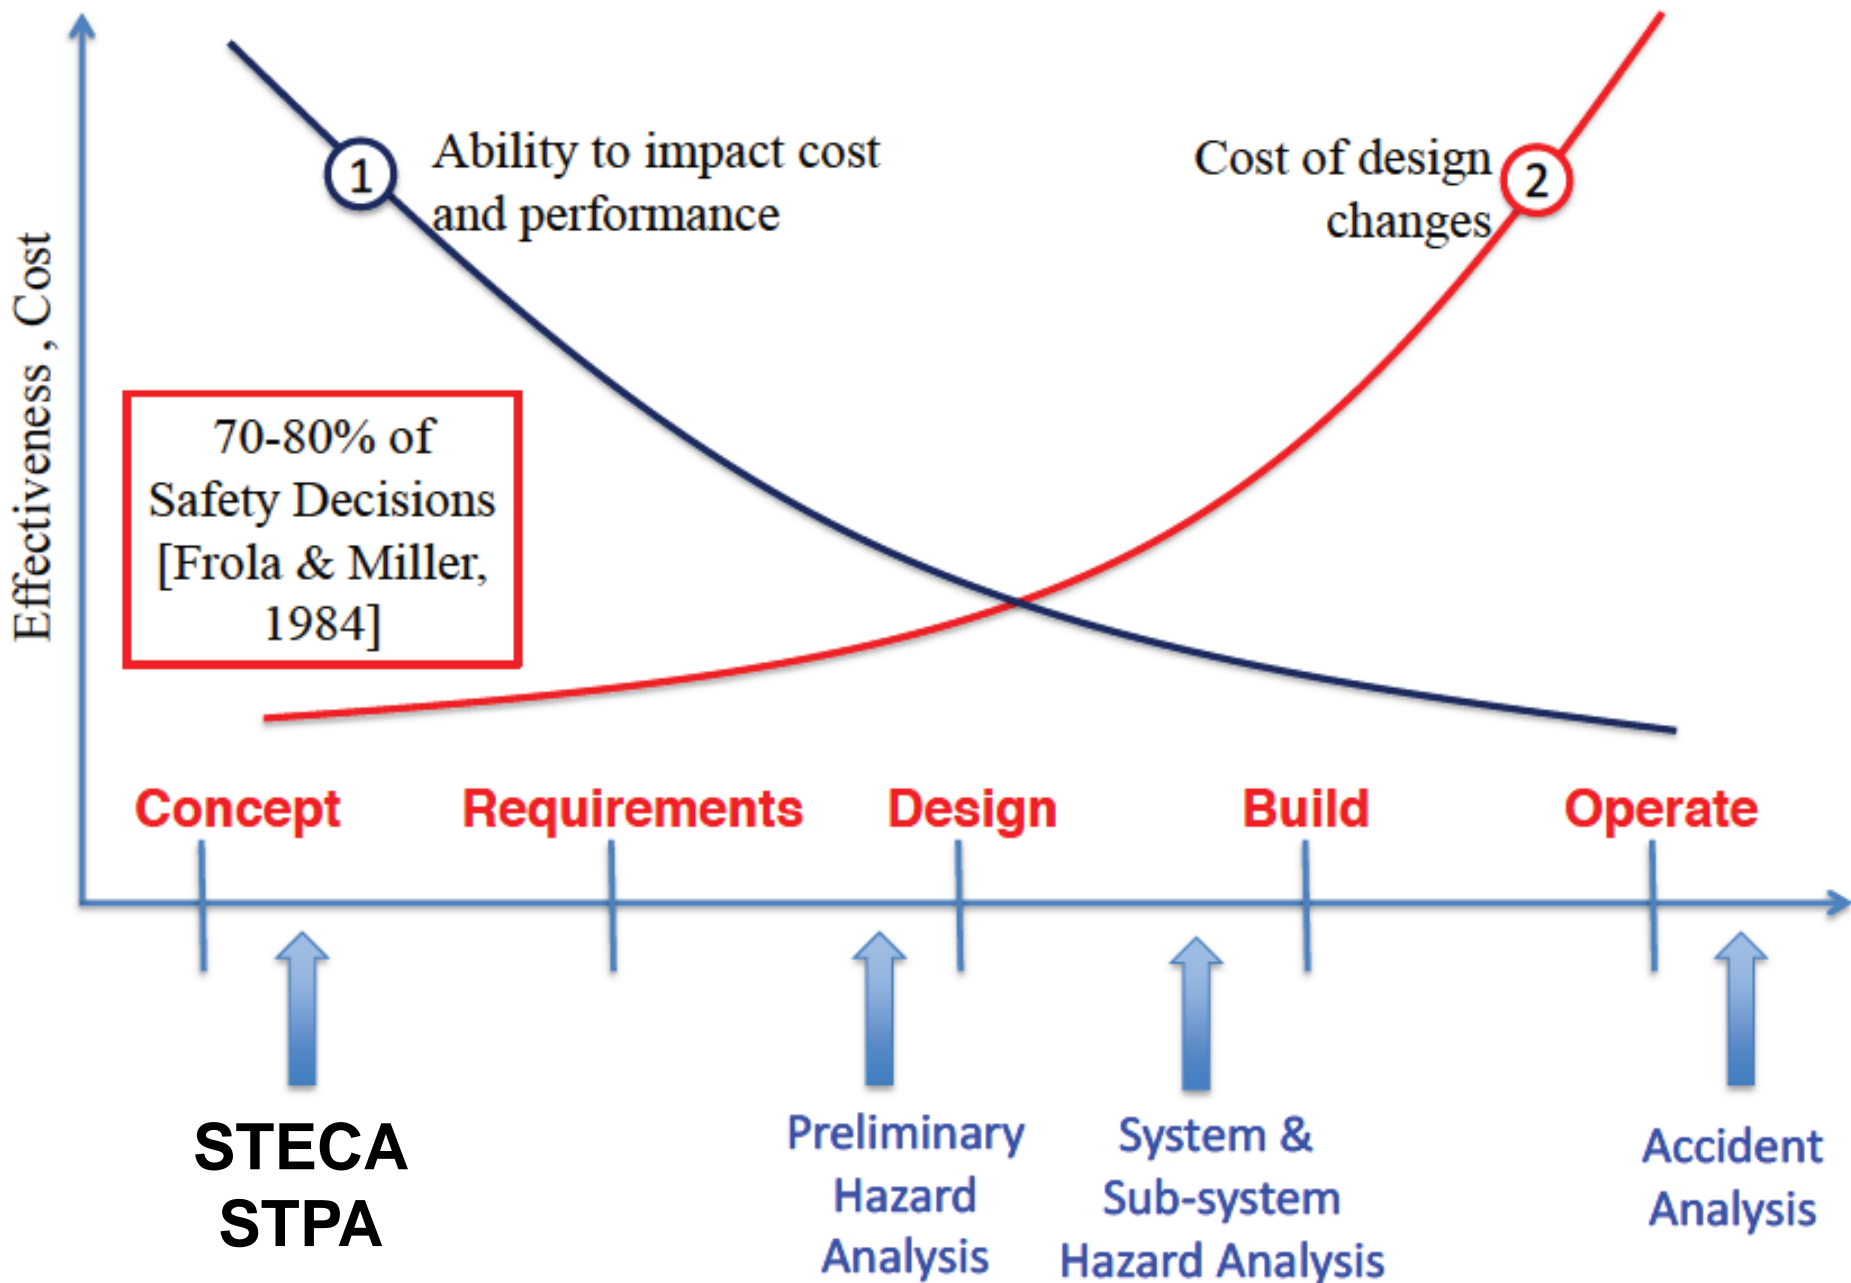 Effectiveness , Cost
1
Ability to impact cost
and performance
Cost of design
changes
2
70-80% of
Safety Decisions
[Frola & Miller,
1984]
Concept
Requirements
Design
Build
Operate
STECA
STPA
Preliminary
Hazard
Analysis
System &
Sub-system
Hazard Analysis
Accident
Analysis